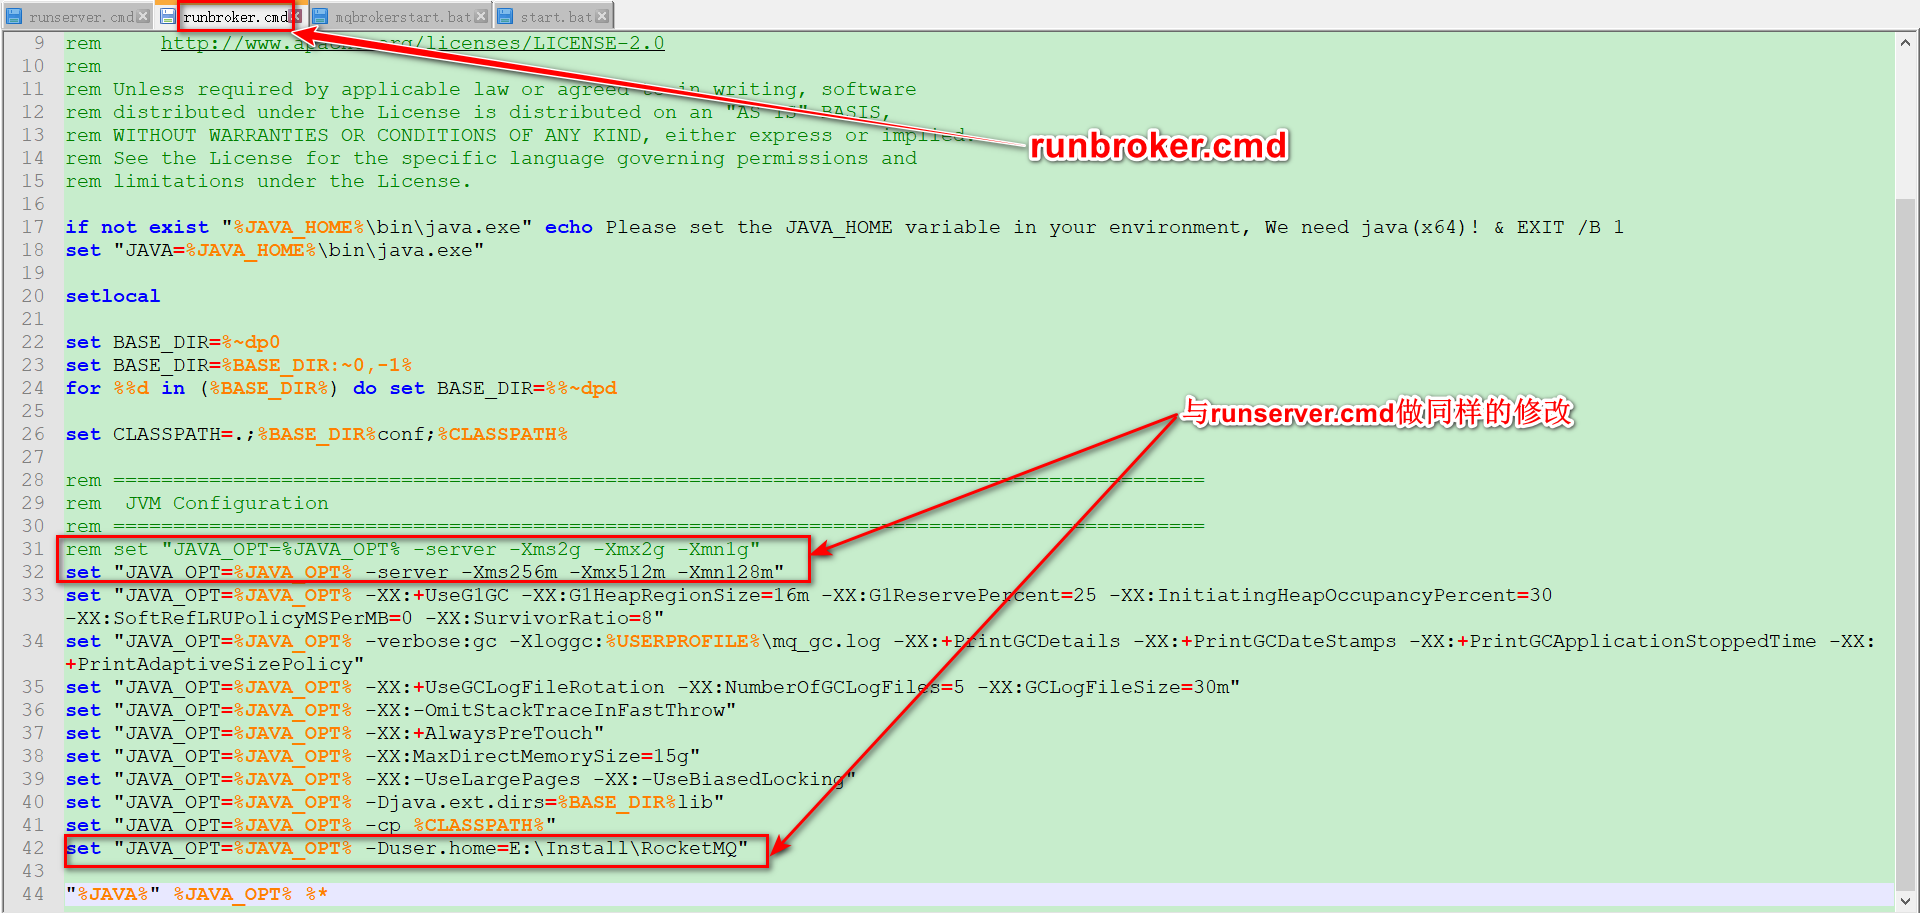 runserver.cmd runbroker.cmd mqbrokerstart.bat start.bat
9 rem     http://www.apache.org/licenses/LICENSE-2.0
10 rem
11 rem Unless required by applicable law or agreed to in writing, software
12 rem distributed under the License is distributed on an "AS IS" BASIS,
13 rem WITHOUT WARRANTIES OR CONDITIONS OF ANY KIND, either express or implied.
runbroker.cmd
14 rem See the License for the specific language governing permissions and
15 rem limitations under the License.
16
17 if not exist "%JAVA_HOME%\bin\java.exe" echo Please set the JAVA_HOME variable in your environment, We need java(x64)! & EXIT /B 1
18 set "JAVA=%JAVA_HOME%\bin\java.exe"
19
20 setlocal
21
22 set BASE_DIR=%~dp0
23 set BASE_DIR=%BASE_DIR:~0,-1%
24 for %%d in (%BASE_DIR%) do set BASE_DIR=%%~dpd
25
与runserver.cmd做同样的修改
26 set CLASSPATH=.;%BASE_DIR%conf;%CLASSPATH%
27
28 rem ===========================================================================================
29 rem  JVM Configuration
30 rem ===========================================================================================
31 rem set "JAVA_OPT=%JAVA_OPT% -server -Xms2g -Xmx2g -Xmn1g"
32 set "JAVA_OPT=%JAVA_OPT% -server -Xms256m -Xmx512m -Xmn128m"
33 set "JAVA_OPT=%JAVA_OPT% -XX:+UseG1GC -XX:G1HeapRegionSize=16m -XX:G1ReservePercent=25 -XX:InitiatingHeapOccupancyPercent=30
-XX:SoftRefLRUPolicyMSPerMB=0 -XX:SurvivorRatio=8"
34 set "JAVA_OPT=%JAVA_OPT% -verbose:gc -Xloggc:%USERPROFILE%\mq_gc.log -XX:+PrintGCDetails -XX:+PrintGCDateStamps -XX:+PrintGCApplicationStoppedTime -XX:
+PrintAdaptiveSizePolicy"
35 set "JAVA_OPT=%JAVA_OPT% -XX:+UseGCLogFileRotation -XX:NumberOfGCLogFiles=5 -XX:GCLogFileSize=30m"
36 set "JAVA_OPT=%JAVA_OPT% -XX:-OmitStackTraceInFastThrow"
37 set "JAVA_OPT=%JAVA_OPT% -XX:+AlwaysPreTouch"
38 set "JAVA_OPT=%JAVA_OPT% -XX:MaxDirectMemorySize=15g"
39 set "JAVA_OPT=%JAVA_OPT% -XX:-UseLargePages -XX:-UseBiasedLocking"
40 set "JAVA_OPT=%JAVA_OPT% -Djava.ext.dirs=%BASE_DIR%lib"
41 set "JAVA_OPT=%JAVA_OPT% -cp %CLASSPATH%"
42 set "JAVA_OPT=%JAVA_OPT% -Duser.home=E:\Install\RocketMQ"
43
44 "%JAVA%" %JAVA_OPT% %*